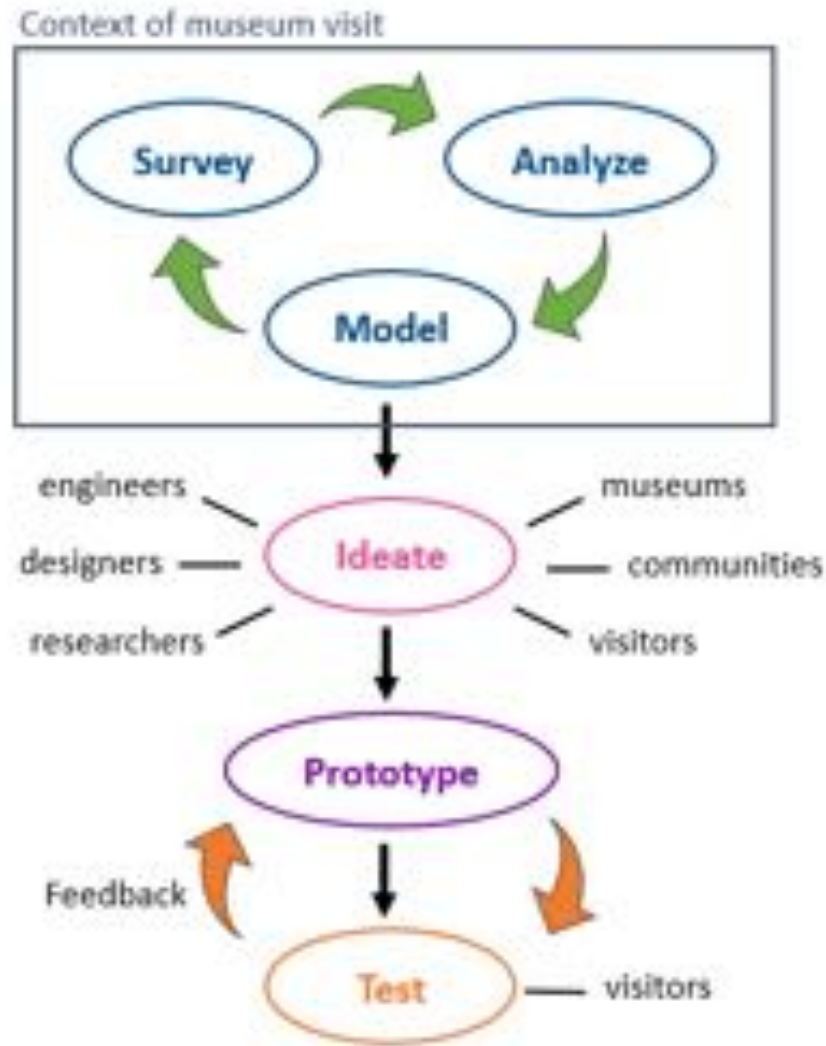 Context of museum visit
Survey
Analyze
Model
engineers
museums
Ideate
designers
communities
researchers
visitors
Prototype
Feedback
Test
visitors